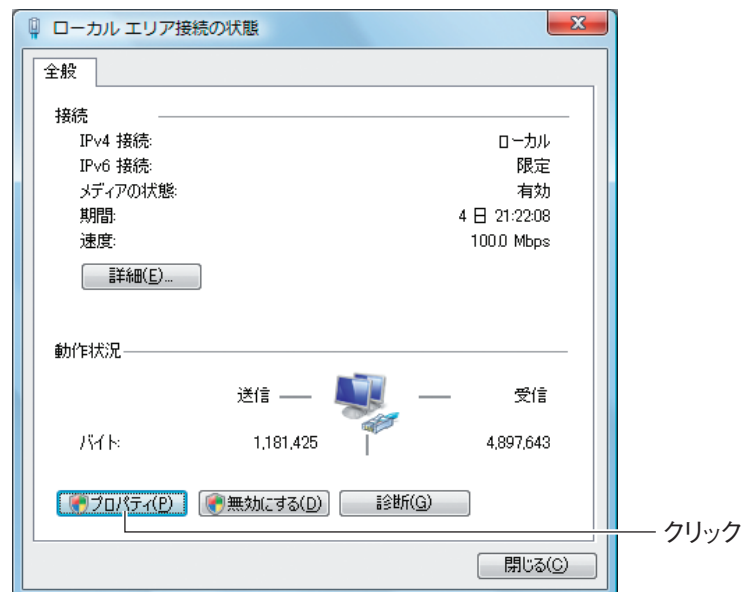 ローカル エリア接続の状態
全般
接続
IPv4 接続: ローカル
IPv6 接続: 限定
メディアの状態: 有効
期間: 4 日 21:22:08
速度: 100.0 Mbps
詳細(E)...
動作状況
送信 受信
バイト: 1,181,425 4,897,643
プロパティ(P) 無効にする(D) 診断(G)
クリック
閉じる(C)